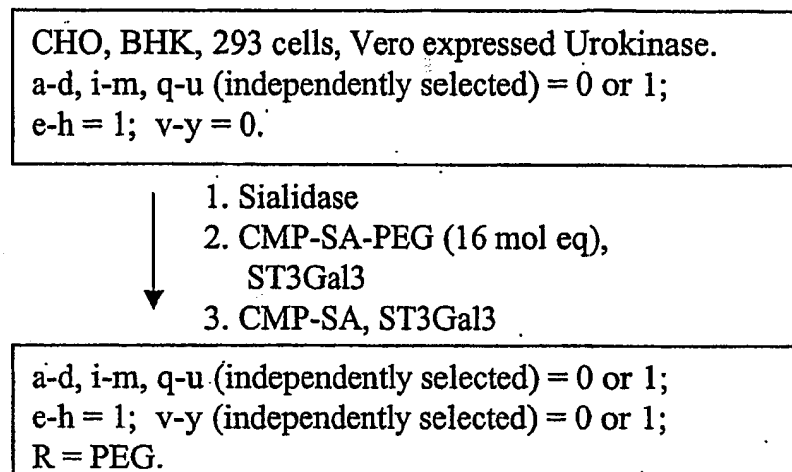 CHO, BHK, 293 cells, Vero expressed Urokinase.
a-d, i-m, q-u (independently selected) = 0 or 1;
e-h = 1; v-y = 0.
1. Sialidase
2. CMP-SA-PEG (16 mol eq),
ST3Gal3
3. CMP-SA, ST3Gal3
a-d, i-m, q-u (independently selected) = 0 or 1;
e-h = 1; v-y (independently selected) = 0 or 1;
R = PEG.